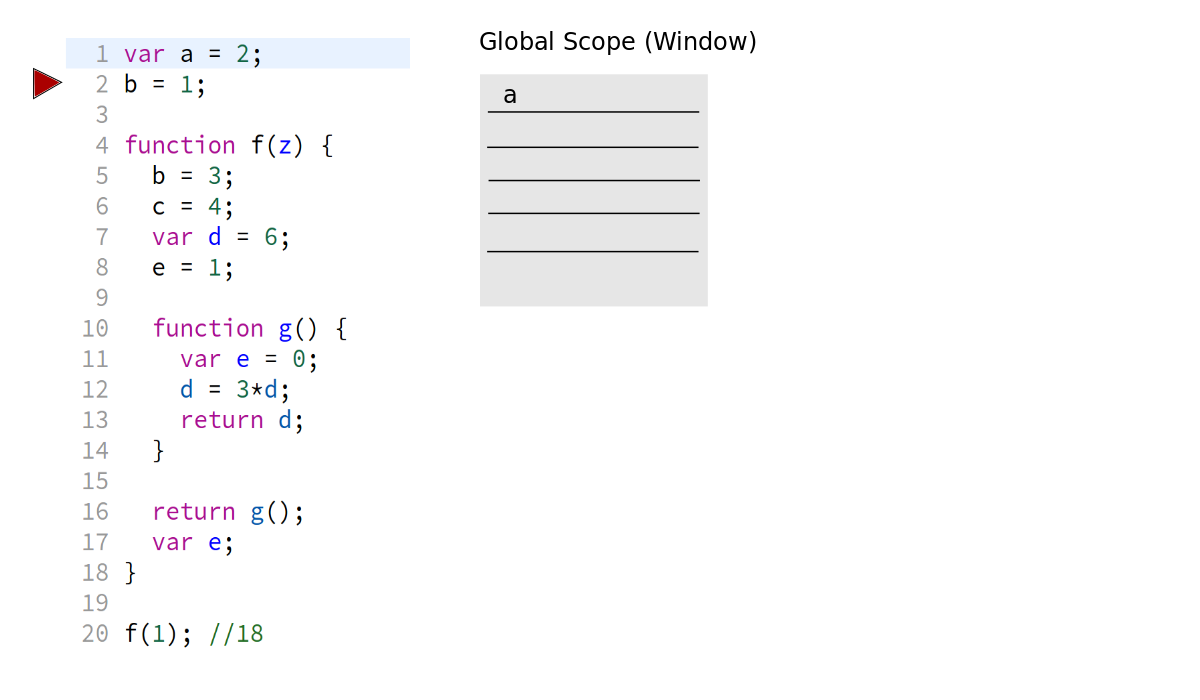 1 var a = 2;
2 b = 1;
3
4 function f(z) {
5   b = 3;
6   c = 4;
7   var d = 6;
8   e = 1;
9
10   function g() {
11     var e = 0;
12     d = 3*d;
13     return d;
14   }
15
16   return g();
17   var e;
18 }
19
20 f(1); //18
Global Scope (Window)
a